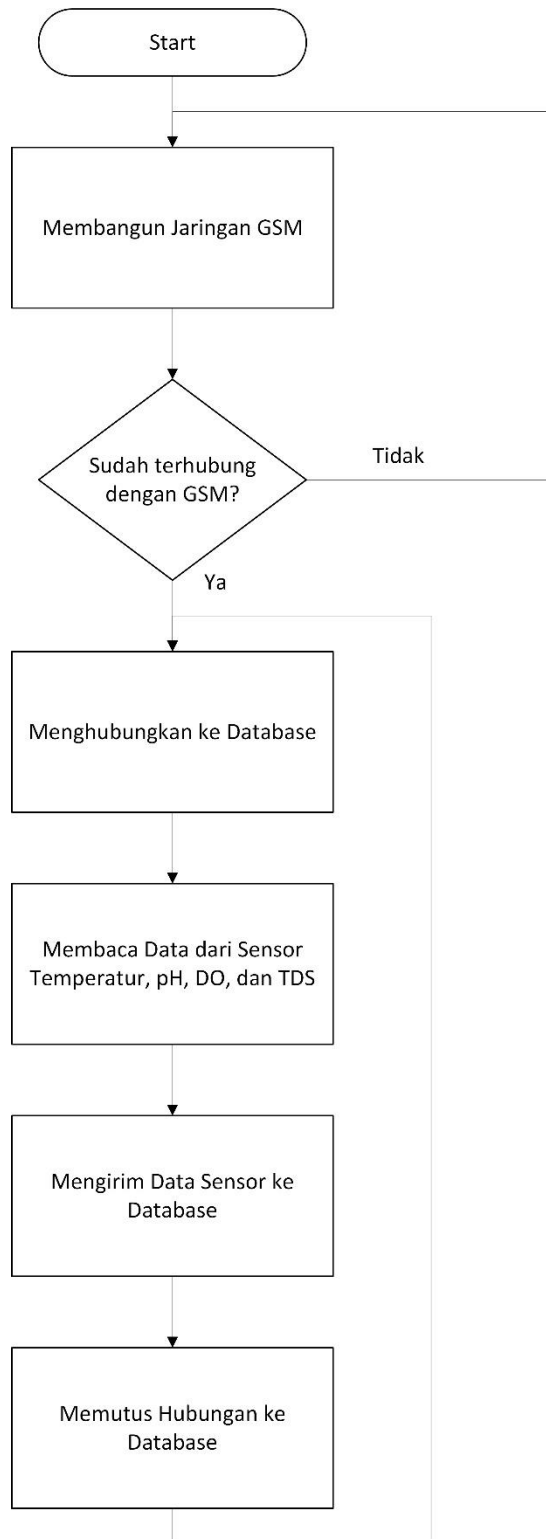 Start
Membangun Jaringan GSM
Sudah terhubung
dengan GSM?
Tidak
Ya
Menghubungkan ke Database
Membaca Data dari Sensor
Temperatur, pH, DO, dan TDS
Mengirim Data Sensor ke
Database
Memutus Hubungan ke
Database